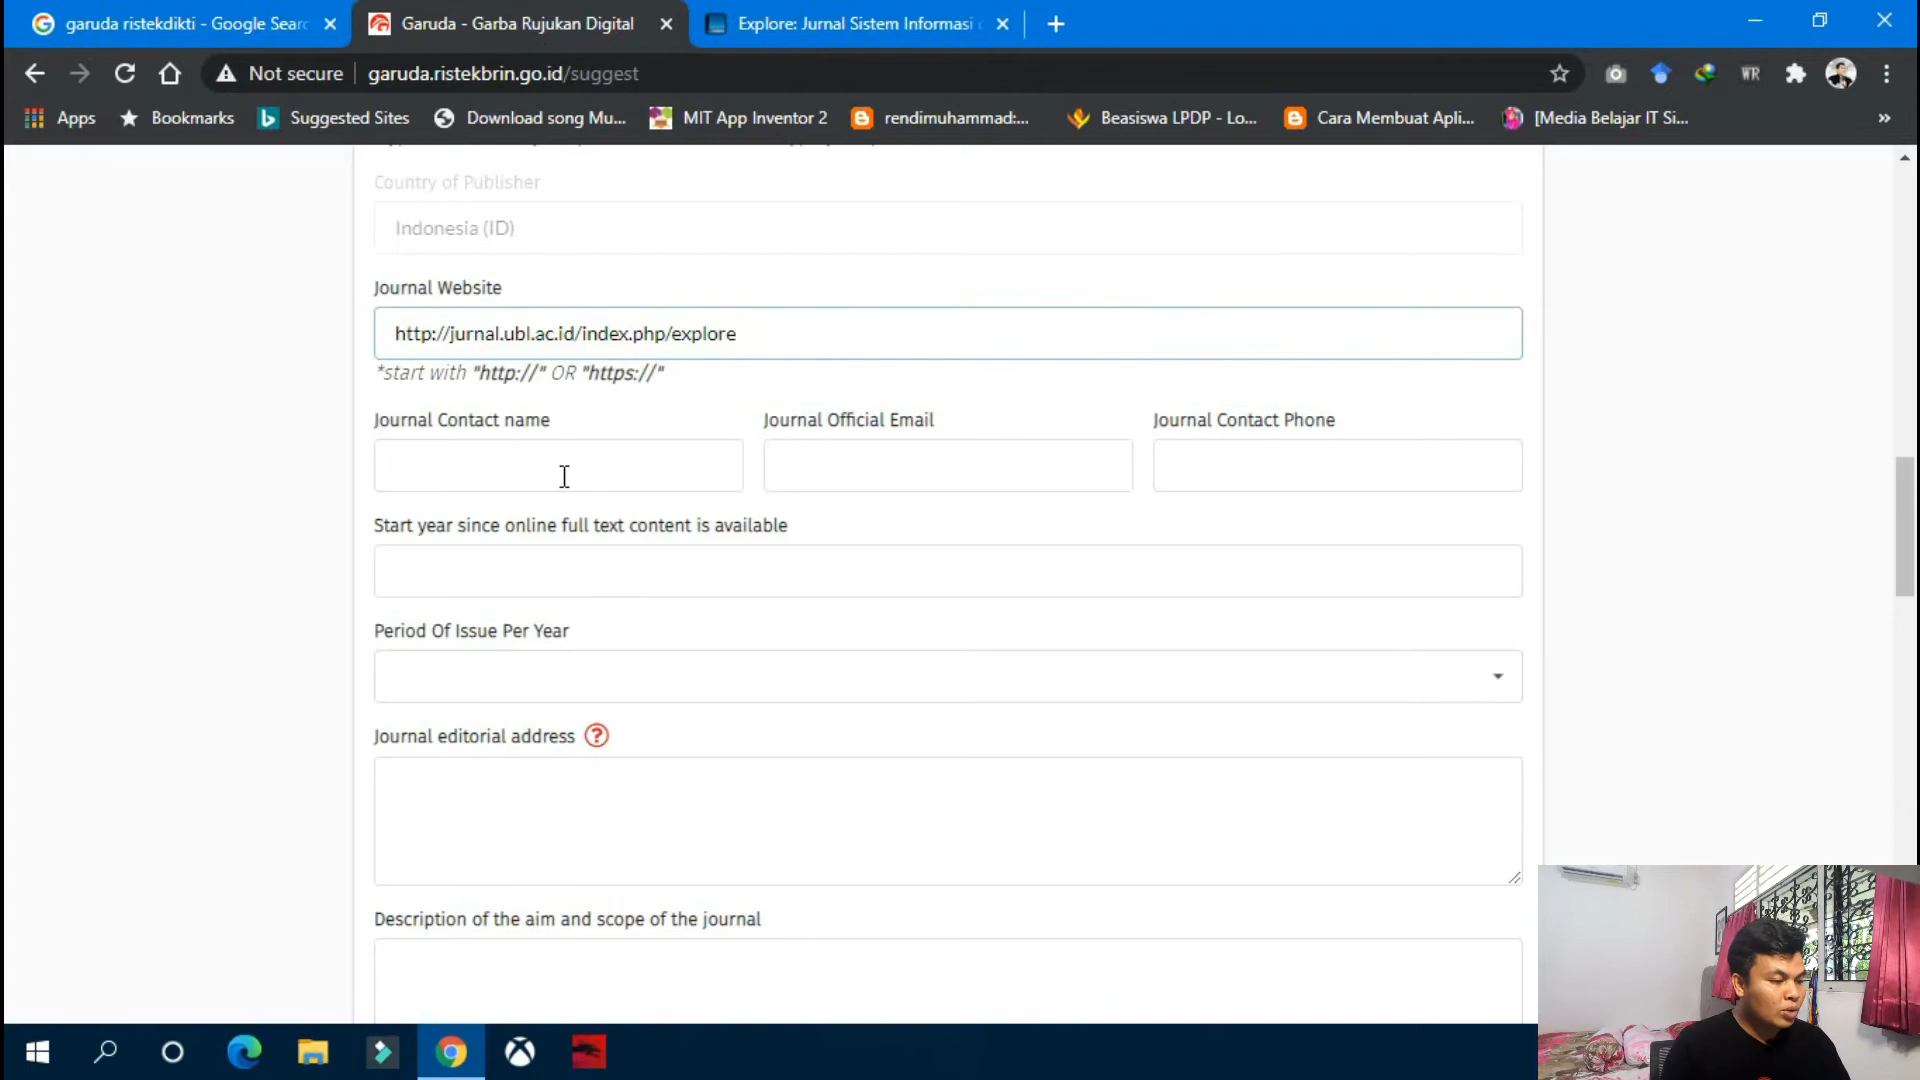 garuda ristekdikti - Google Sear
Garuda - Garba Rujukan Digital
Explore: Jurnal Sistem Informasi
Not secure
garuda.ristekbrin.go.id/suggest
WR
Apps
Bookmarks
Suggested Sites
Download song Mu...
MIT App Inventor 2
rendimuhammad:...
Beasiswa LPDP - Lo...
Cara Membuat Apli...
[Media Belajar IT Si...
»
Country of Publisher
Indonesia (ID)
Journal Website
http://jurnal.ubl.ac.id/index.php/explore
*start with "http://" OR "https://"
Journal Contact name
Journal Official Email
Journal Contact Phone
Start year since online full text content is available
Period Of Issue Per Year
Journal editorial address ?
Description of the aim and scope of the journal